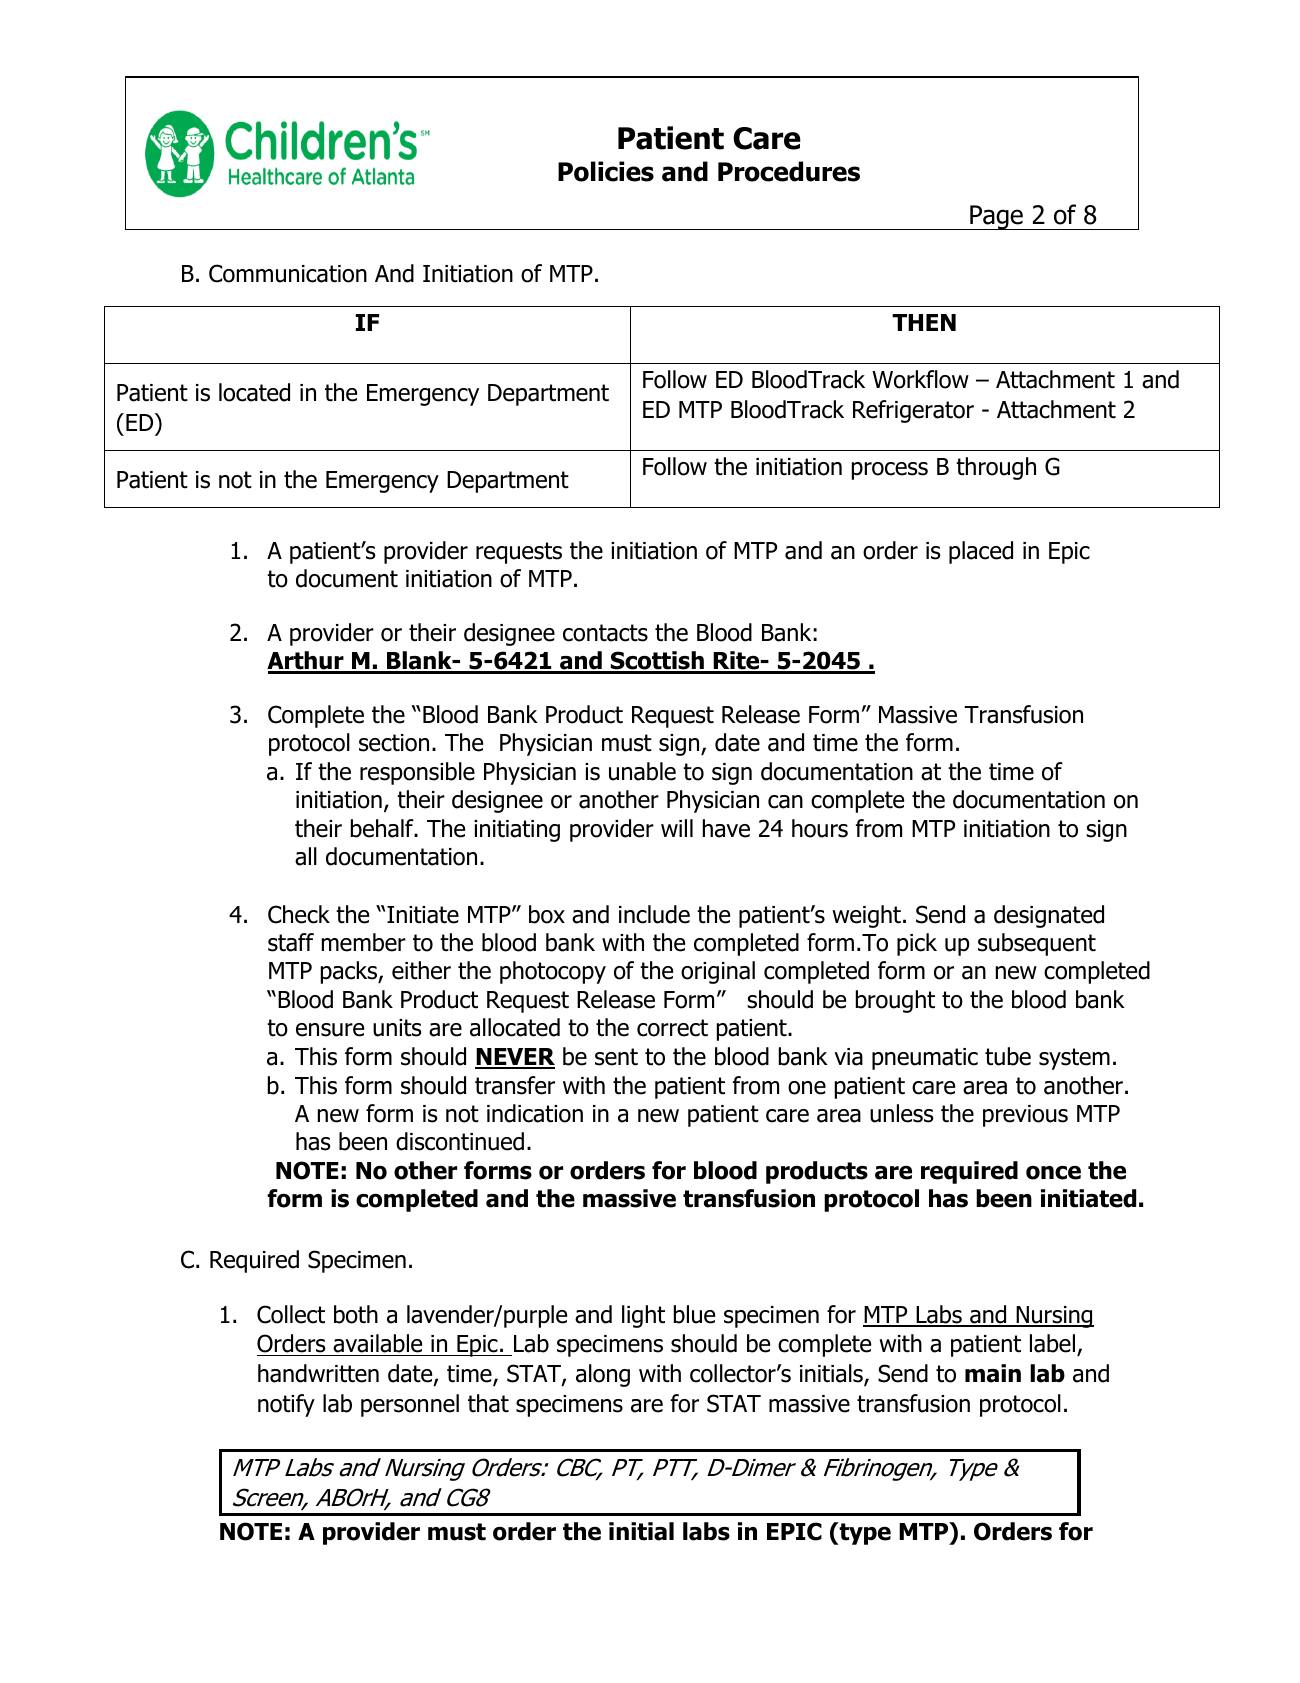 Children's℠
Healthcare of Atlanta
Patient Care
Policies and Procedures
Page 2 of 8
B. Communication And Initiation of MTP.
IF
THEN
Patient is located in the Emergency Department
(ED)
Follow ED BloodTrack Workflow – Attachment 1 and
ED MTP BloodTrack Refrigerator - Attachment 2
Patient is not in the Emergency Department
Follow the initiation process B through G
1. A patient’s provider requests the initiation of MTP and an order is placed in Epic
to document initiation of MTP.
2. A provider or their designee contacts the Blood Bank:
Arthur M. Blank- 5-6421 and Scottish Rite- 5-2045 .
3. Complete the “Blood Bank Product Request Release Form” Massive Transfusion
protocol section. The  Physician must sign, date and time the form.
a. If the responsible Physician is unable to sign documentation at the time of
initiation, their designee or another Physician can complete the documentation on
their behalf. The initiating provider will have 24 hours from MTP initiation to sign
all documentation.
4. Check the “Initiate MTP” box and include the patient’s weight. Send a designated
staff member to the blood bank with the completed form.To pick up subsequent
MTP packs, either the photocopy of the original completed form or an new completed
“Blood Bank Product Request Release Form”   should be brought to the blood bank
to ensure units are allocated to the correct patient.
a. This form should NEVER be sent to the blood bank via pneumatic tube system.
b. This form should transfer with the patient from one patient care area to another.
A new form is not indication in a new patient care area unless the previous MTP
has been discontinued.
NOTE: No other forms or orders for blood products are required once the
form is completed and the massive transfusion protocol has been initiated.
C. Required Specimen.
1. Collect both a lavender/purple and light blue specimen for MTP Labs and Nursing
Orders available in Epic. Lab specimens should be complete with a patient label,
handwritten date, time, STAT, along with collector’s initials, Send to main lab and
notify lab personnel that specimens are for STAT massive transfusion protocol.
MTP Labs and Nursing Orders: CBC, PT, PTT, D-Dimer & Fibrinogen, Type &
Screen, ABOrH, and CG8
NOTE: A provider must order the initial labs in EPIC (type MTP). Orders for